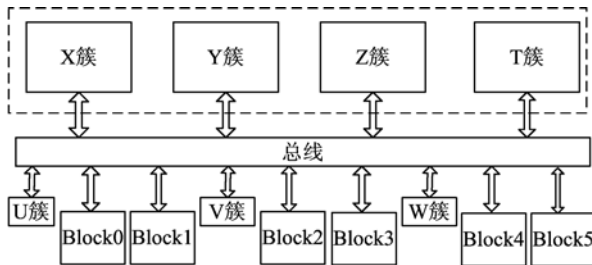 X簇 Y簇 Z簇 T簇
总线
U簇 Block0 Block1 V簇 Block2 Block3 W簇 Block4 Block5